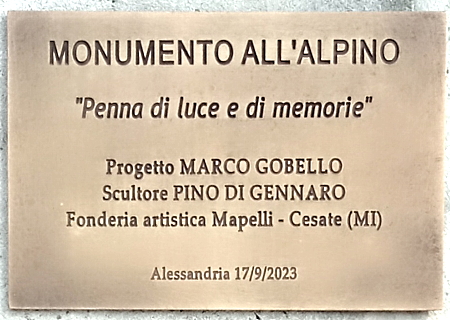 MONUMENTO ALL'ALPINO
"Penna di luce e di memorie"
Progetto MARCO GOBELLO
Scultore PINO DI GENNARO
Fonderia artistica Mapelli - Cesate (MI)
Alessandria 17/9/2023